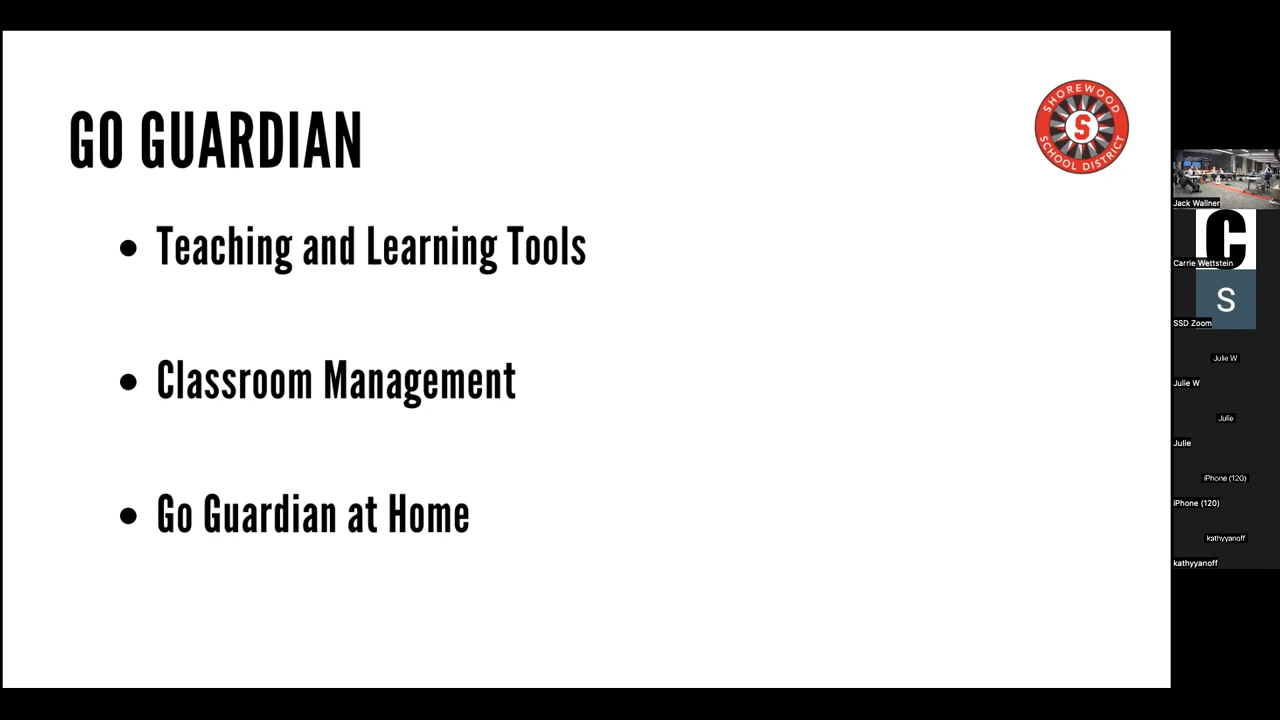 GO GUARDIAN
SHOREWOOD
S
SCHOOL DISTRICT
• Teaching and Learning Tools
• Classroom Management
• Go Guardian at Home
Jack Wallner
C
Carrie Wettstein
S
SSD Zoom
Julie W
Julie W
Julie
Julie
iPhone (120)
iPhone (120)
kathyyanoff
kathyyanoff